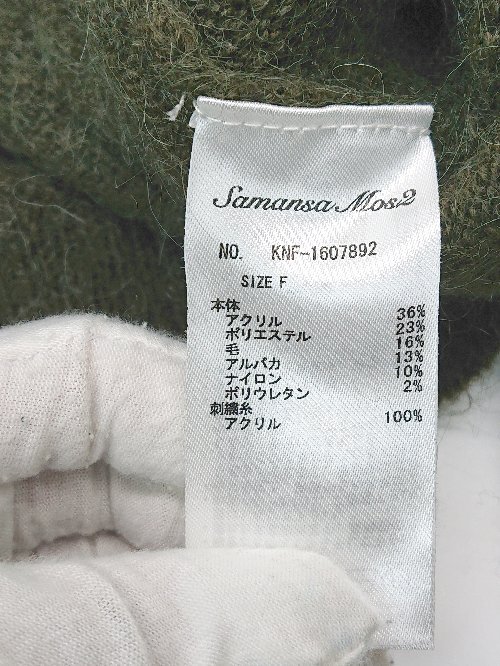 Samansa Mos2
NO. KNF-1607892
SIZE F
本体
アクリル 36%
ポリエステル 23%
毛 16%
アルパカ 13%
ナイロン 10%
ポリウレタン 2%
刺繍糸
アクリル 100%